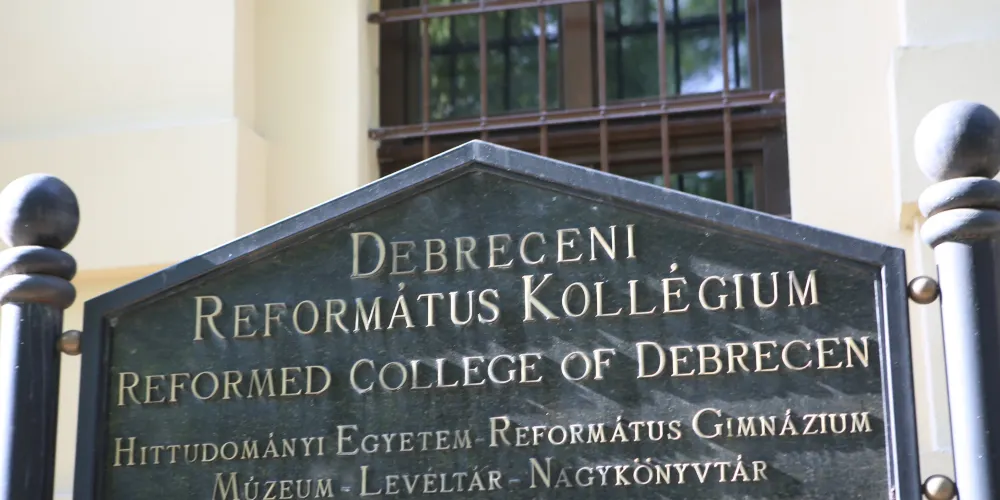 DEBRECENI
REFORMÁTUS KOLLÉGIUM
REFORMED COLLEGE OF DEBRECEN
HITTUDOMÁNYI EGYETEM - REFORMÁTUS GIMNÁZIUM
MÚZEUM - LEVÉLTÁR - NAGYKÖNYVTÁR